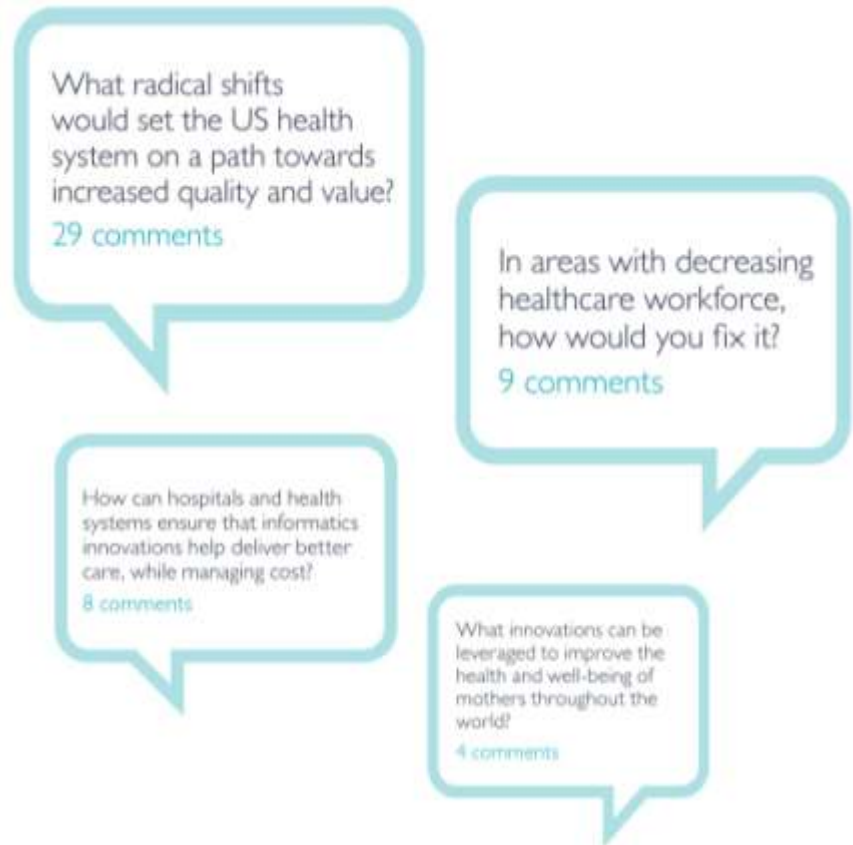 What radical shifts
would set the US health
system on a path towards
increased quality and value?
29 comments
In areas with decreasing
healthcare workforce,
how would you fix it?
9 comments
How can hospitals and health
systems ensure that informatics
innovations help deliver better
care, while managing cost?
8 comments
What innovations can be
leveraged to improve the
health and well-being of
mothers throughout the
world?
4 comments